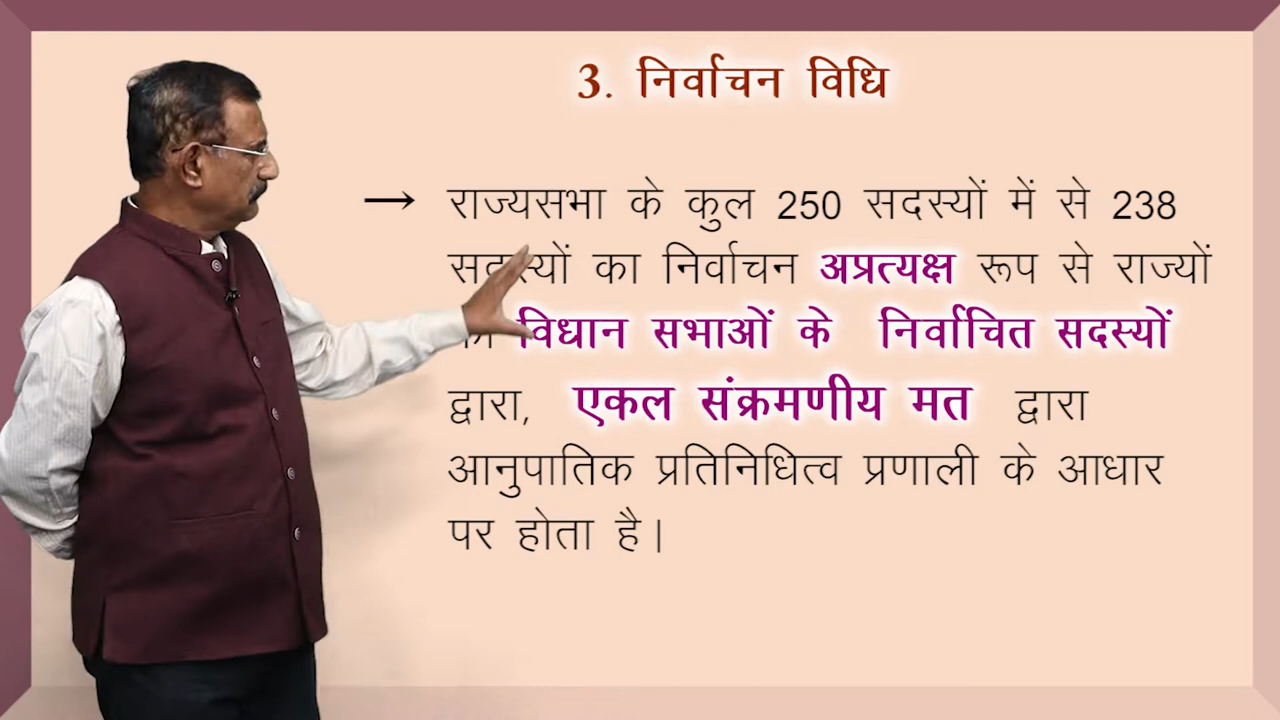 3. निर्वाचन विधि
→ राज्यसभा के कुल 250 सदस्यों में से 238
सदस्यों का निर्वाचन अप्रत्यक्ष रूप से राज्यों
विधान सभाओं के निर्वाचित सदस्यों
द्वारा, एकल संक्रमणीय मत द्वारा
आनुपातिक प्रतिनिधित्व प्रणाली के आधार
पर होता है।